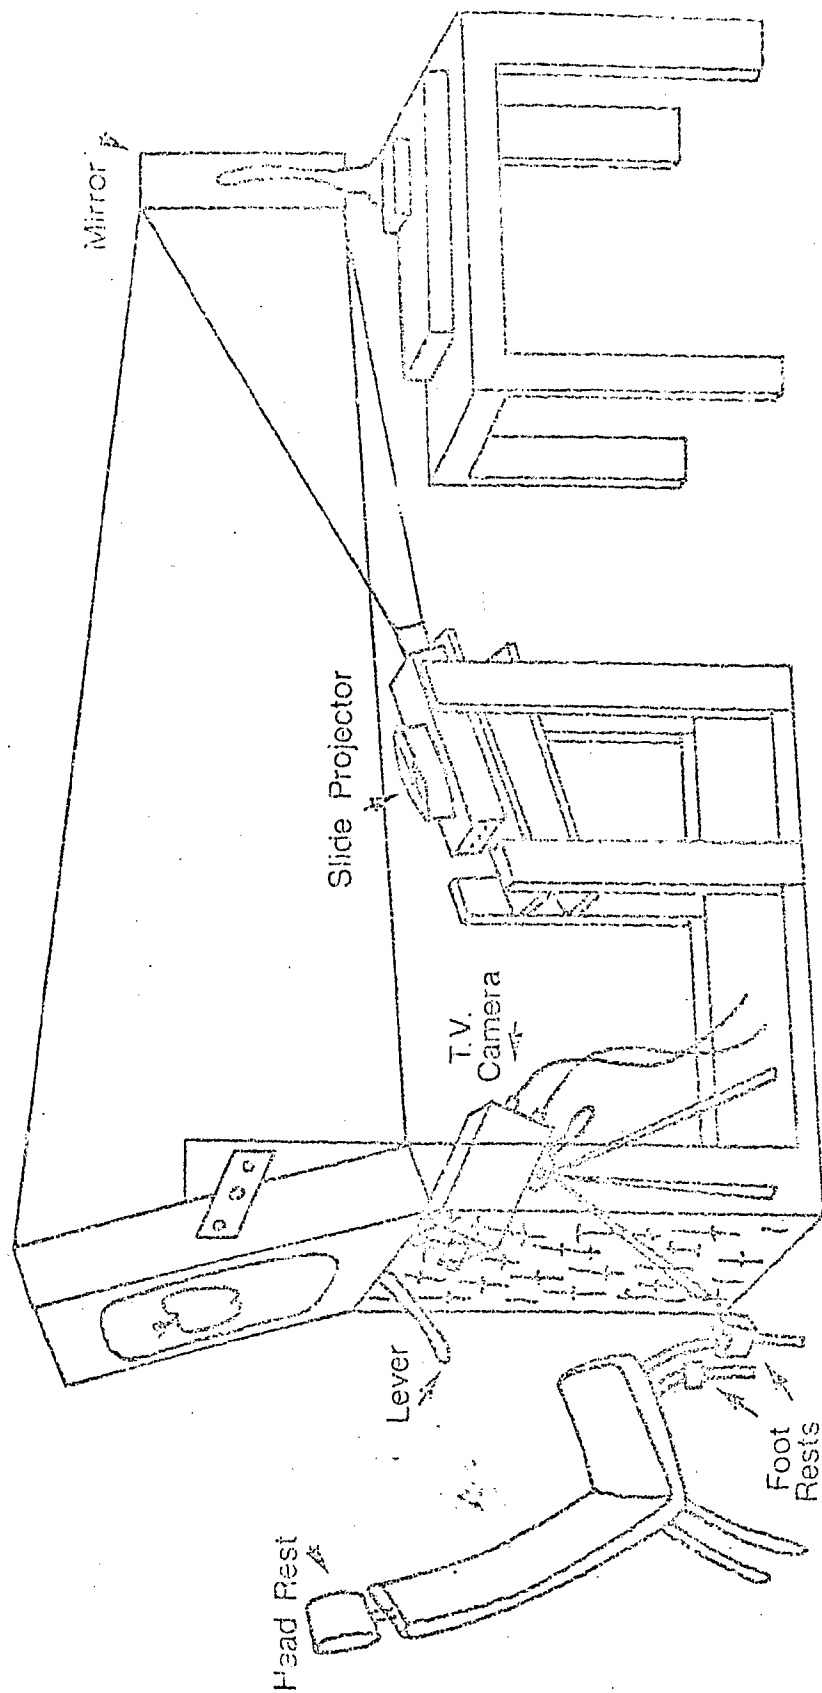 Mirror
Slide Projector
T.V.
Camera
Lever
Foot
Rests
Head Rest